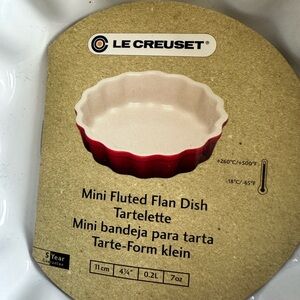 LE CREUSET®
+260°C/+500°F
-18°C/-65°F
Mini Fluted Flan Dish
Tartelette
Mini bandeja para tarta
Tarte-Form klein
Year
11 cm 4¼" 0.2L 7oz